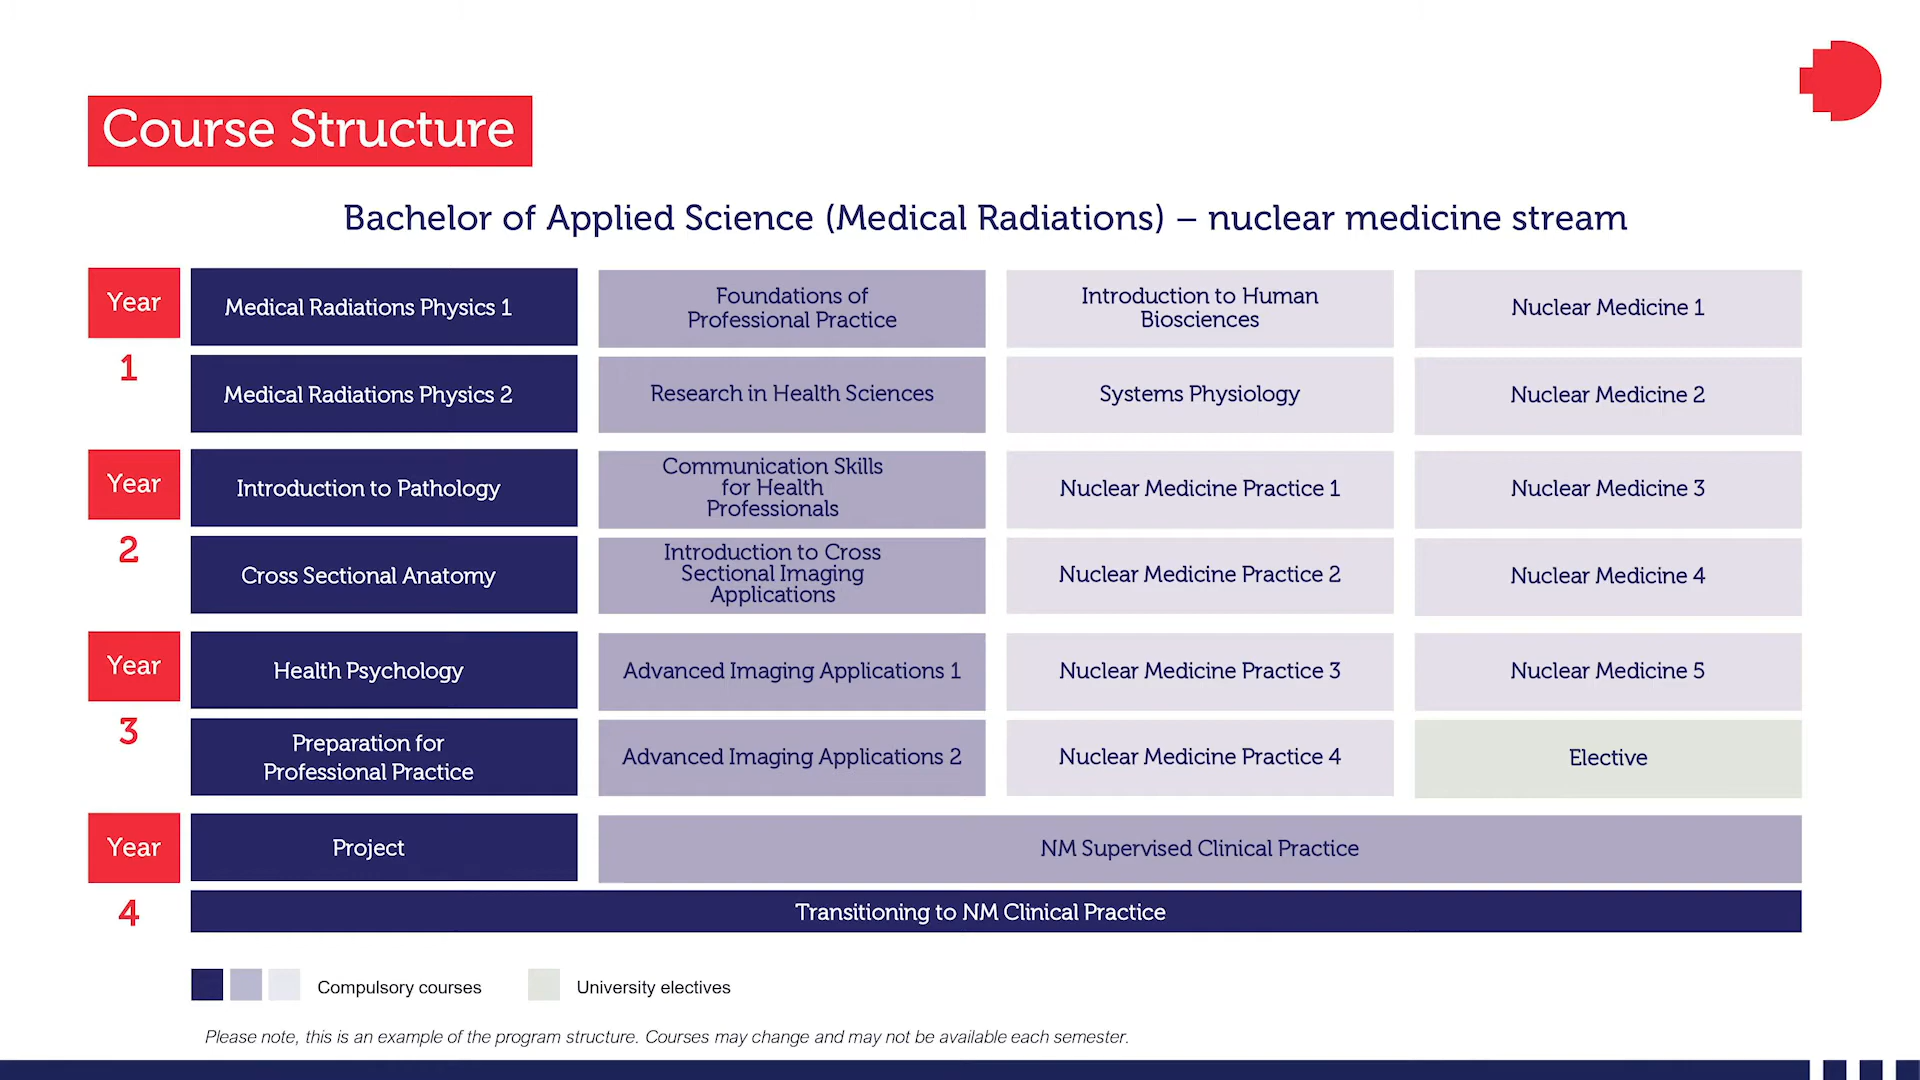 Course Structure
Bachelor of Applied Science (Medical Radiations) – nuclear medicine stream
Year
1
Medical Radiations Physics 1
Foundations of
Professional Practice
Introduction to Human
Biosciences
Nuclear Medicine 1
Medical Radiations Physics 2
Research in Health Sciences
Systems Physiology
Nuclear Medicine 2
Year
2
Introduction to Pathology
Communication Skills
for Health
Professionals
Nuclear Medicine Practice 1
Nuclear Medicine 3
Cross Sectional Anatomy
Introduction to Cross
Sectional Imaging
Applications
Nuclear Medicine Practice 2
Nuclear Medicine 4
Year
3
Health Psychology
Advanced Imaging Applications 1
Nuclear Medicine Practice 3
Nuclear Medicine 5
Preparation for
Professional Practice
Advanced Imaging Applications 2
Nuclear Medicine Practice 4
Elective
Year
4
Project
NM Supervised Clinical Practice
Transitioning to NM Clinical Practice
Compulsory courses
University electives
Please note, this is an example of the program structure. Courses may change and may not be available each semester.